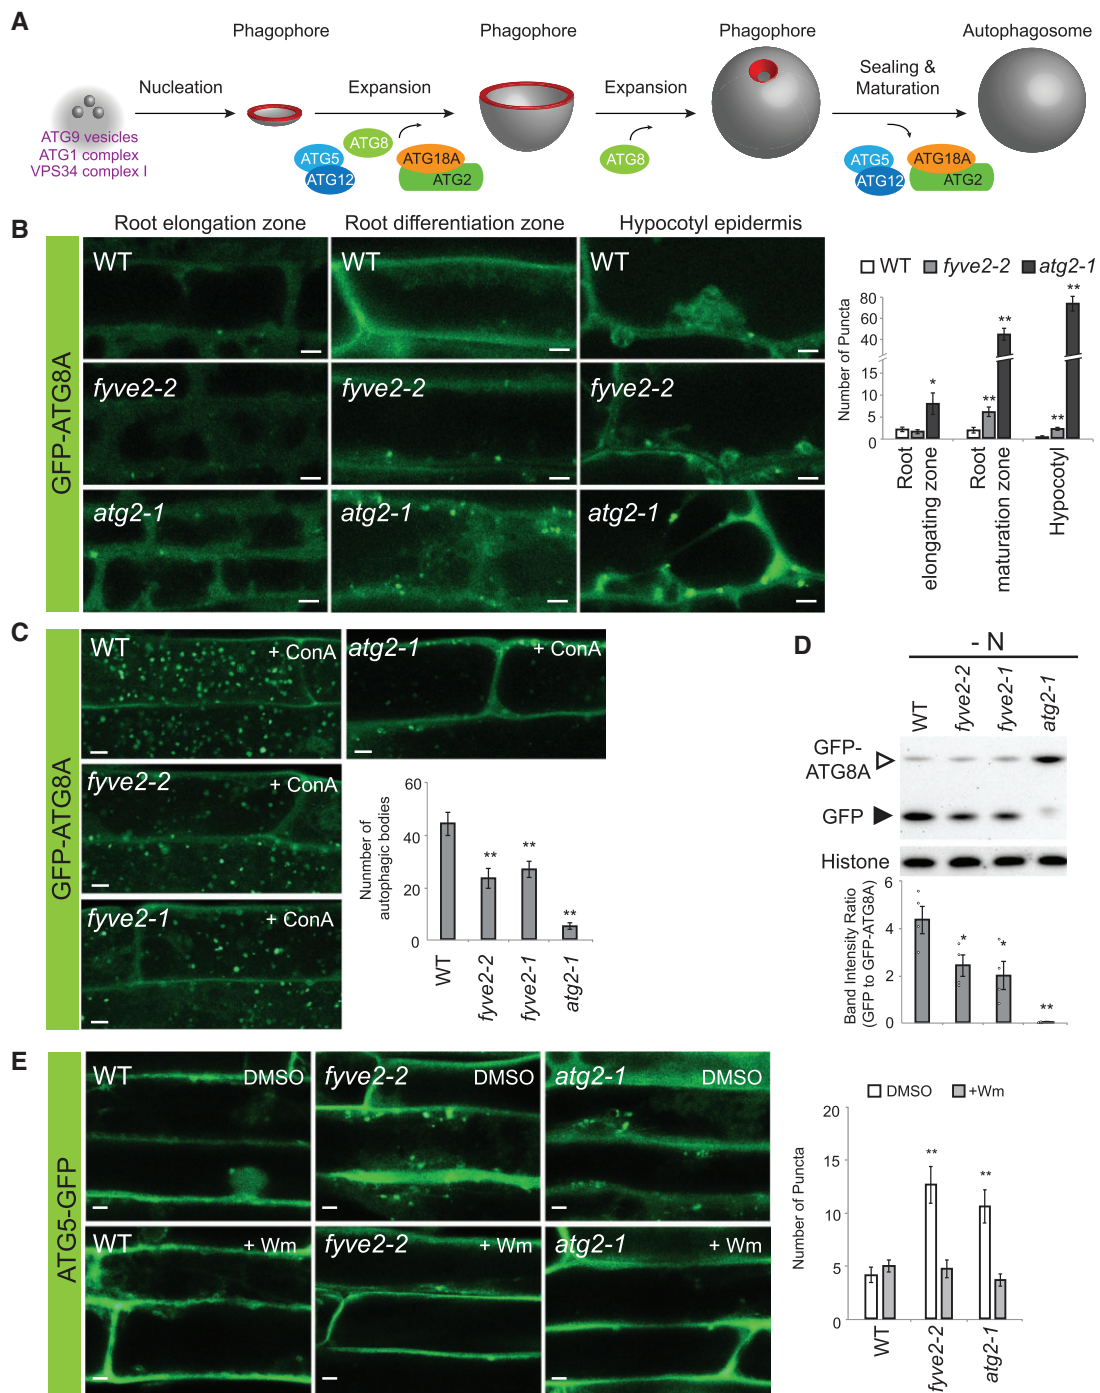 A
Phagophore
Phagophore
Phagophore
Autophagosome
Nucleation
Expansion
Expansion
Sealing &
Maturation
ATG9 vesicles
ATG1 complex
VPS34 complex I
ATG8
ATG5
ATG12
ATG18A
ATG2
ATG8
ATG5
ATG12
ATG18A
ATG2
B
Root elongation zone
Root differentiation zone
Hypocotyl epidermis
GFP-ATG8A
WT
WT
WT
fyve2-2
fyve2-2
fyve2-2
atg2-1
atg2-1
atg2-1
WT
fyve2-2
atg2-1
Number of Puncta
80
60
40
15
10
5
0
*
**
**
**
**
Root
elongating zone
Root
maturation zone
Hypocotyl
C
GFP-ATG8A
WT
+ ConA
atg2-1
+ ConA
fyve2-2
+ ConA
fyve2-1
+ ConA
Nunmber of
autophagic bodies
60
40
20
0
**
**
**
WT
fyve2-2
fyve2-1
atg2-1
D
- N
WT
fyve2-2
fyve2-1
atg2-1
GFP-
ATG8A
GFP
Histone
Band Intensity Ratio
(GFP to GFP-ATG8A)
6
4
2
0
*
*
**
E
ATG5-GFP
WT
DMSO
fyve2-2
DMSO
atg2-1
DMSO
WT
+ Wm
fyve2-2
+ Wm
atg2-1
+ Wm
DMSO
+Wm
Number of Puncta
20
15
10
5
0
**
**
WT
fyve2-2
atg2-1